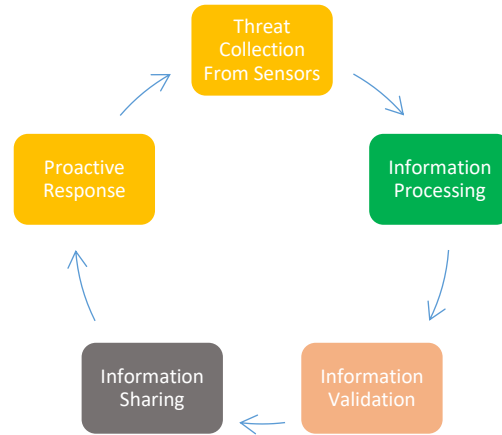 Threat
Collection
From Sensors
Information
Processing
Information
Validation
Information
Sharing
Proactive
Response